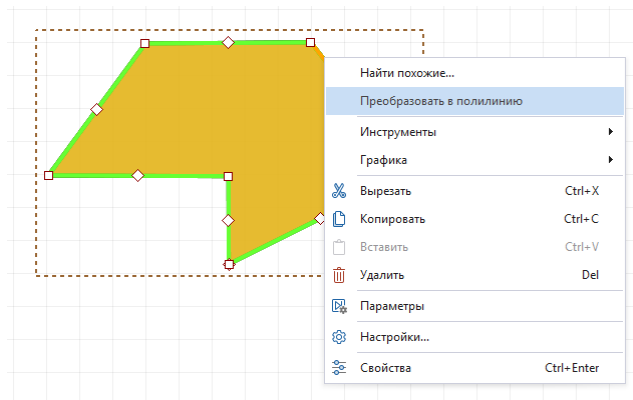 Найти похожие...
Преобразовать в полилинию
Инструменты
Графика
Вырезать Ctrl+X
Копировать Ctrl+C
Вставить Ctrl+V
Удалить Del
Параметры
Настройки...
Свойства Ctrl+Enter